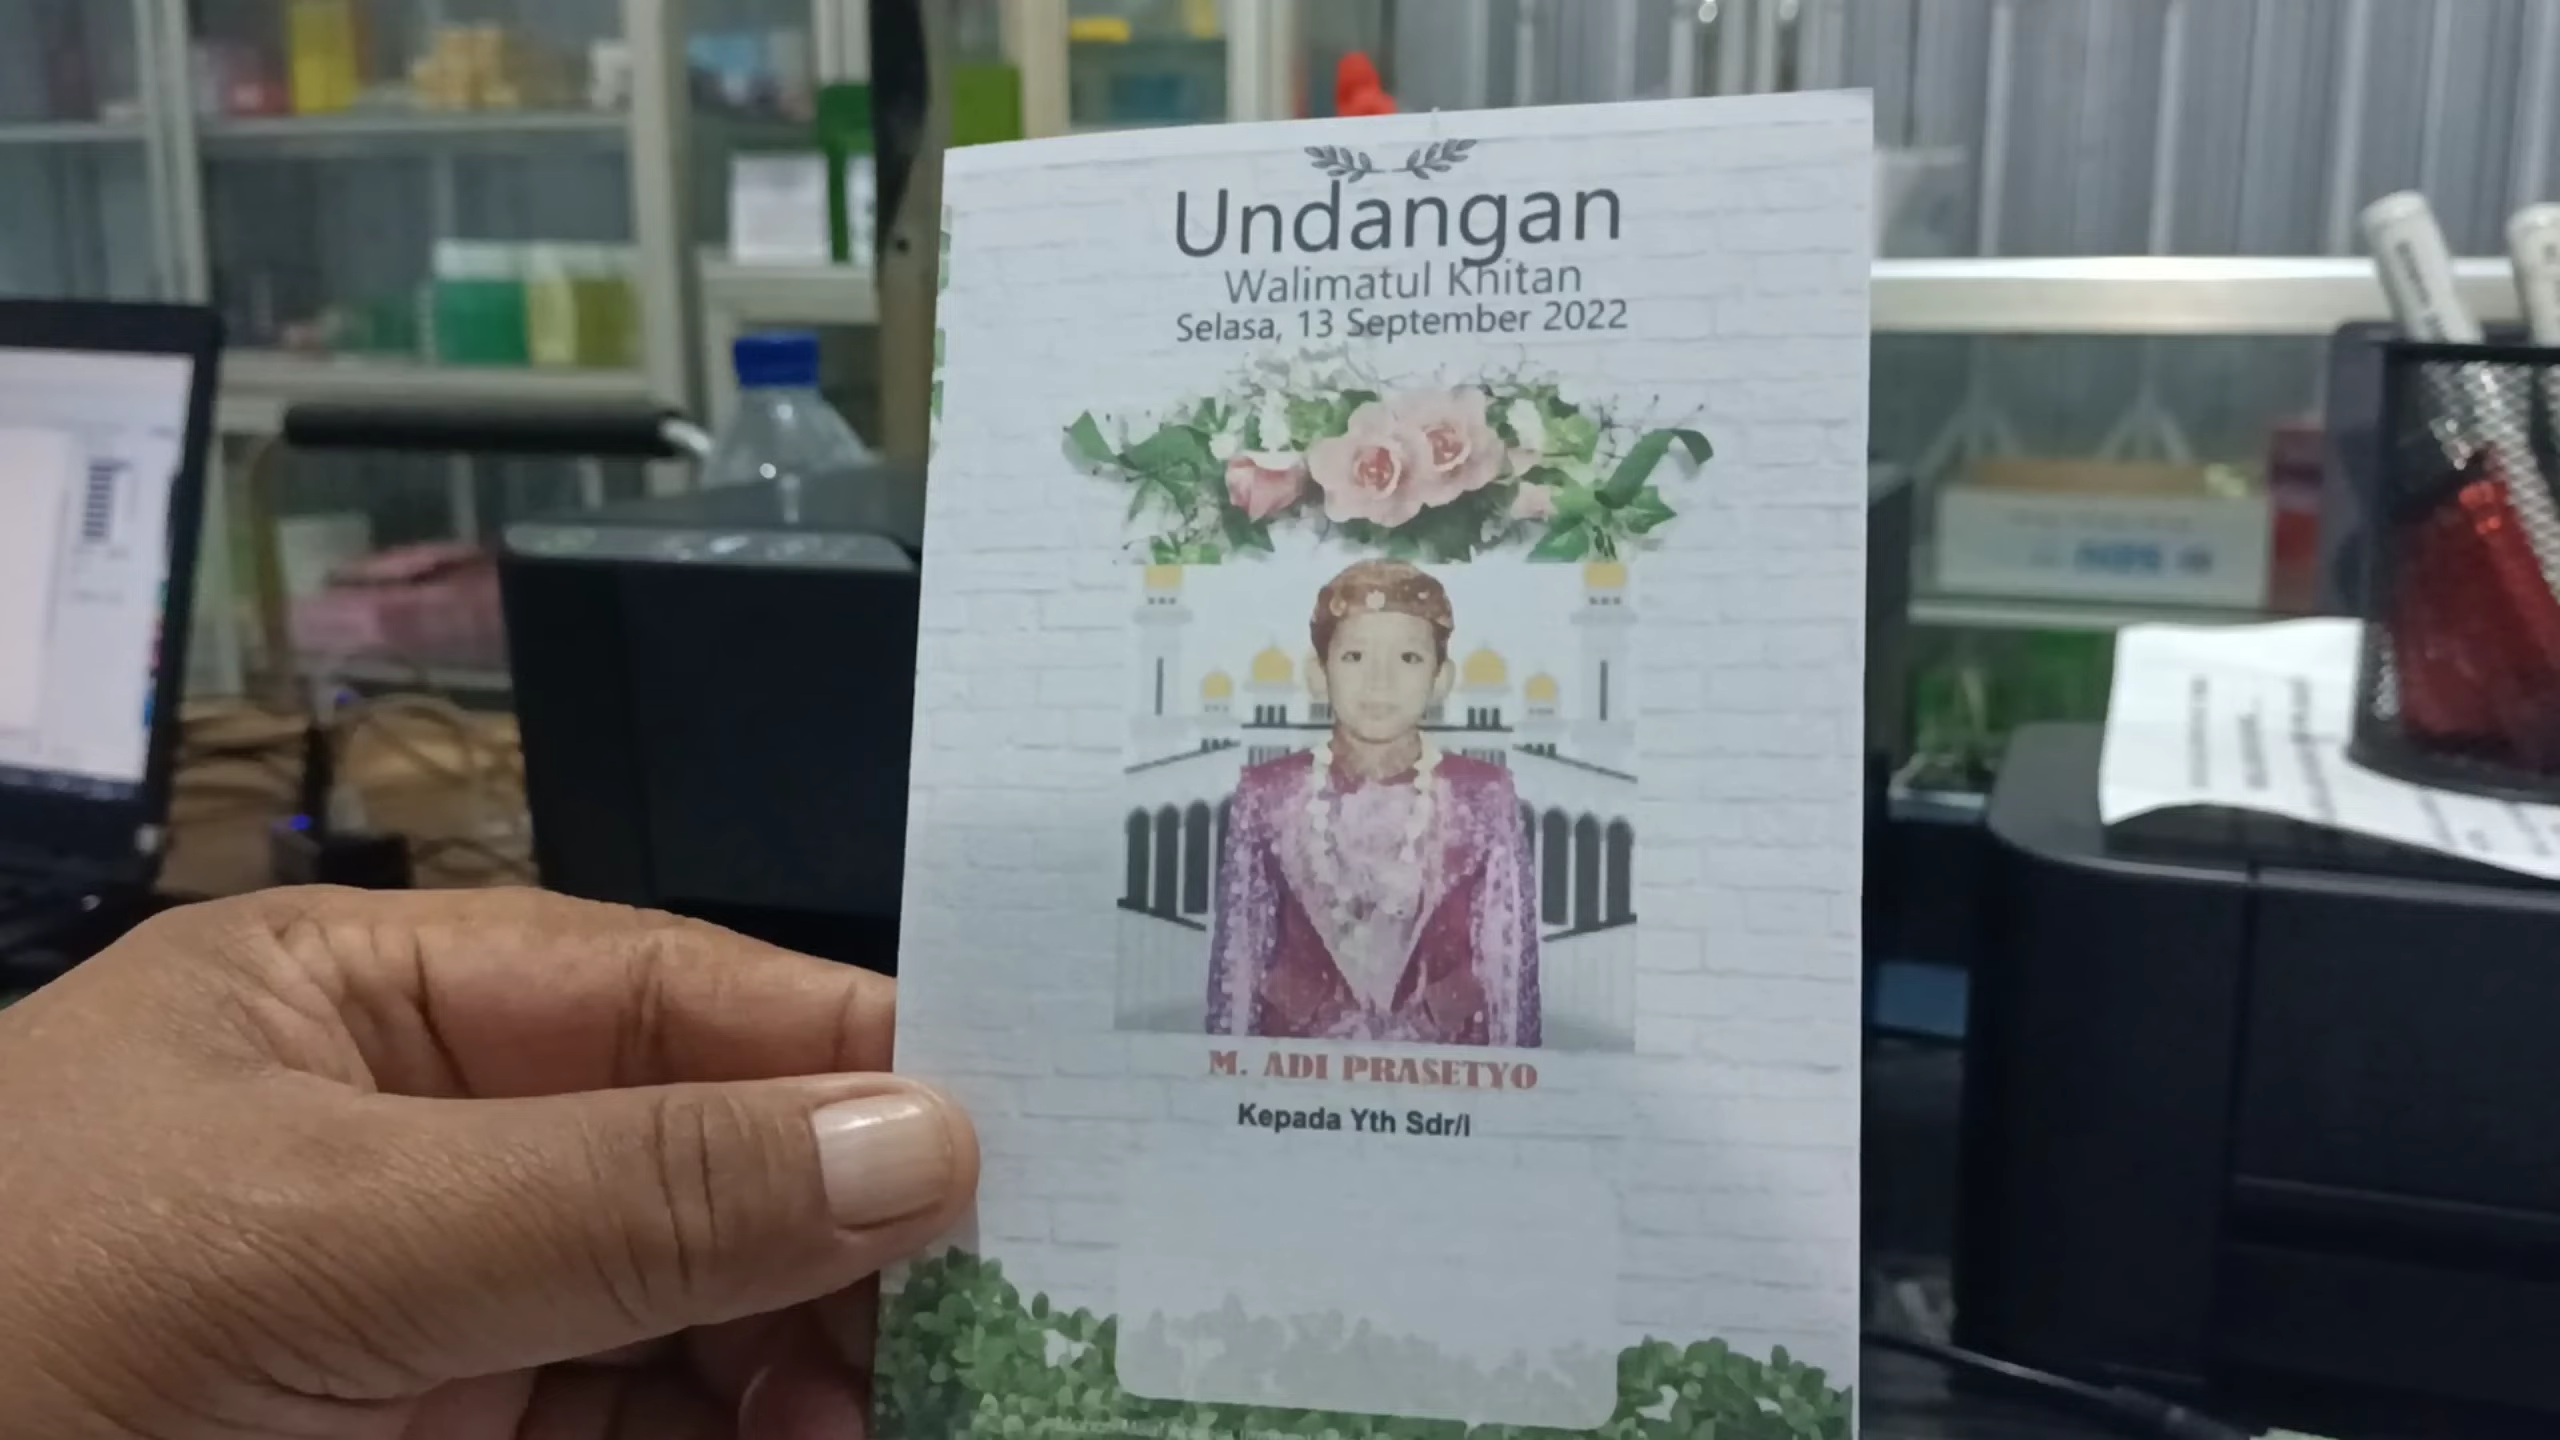 Undangan
Walimatul Khitan
Selasa, 13 September 2022
M. ADI PRASETYO
Kepada Yth Sdr/I